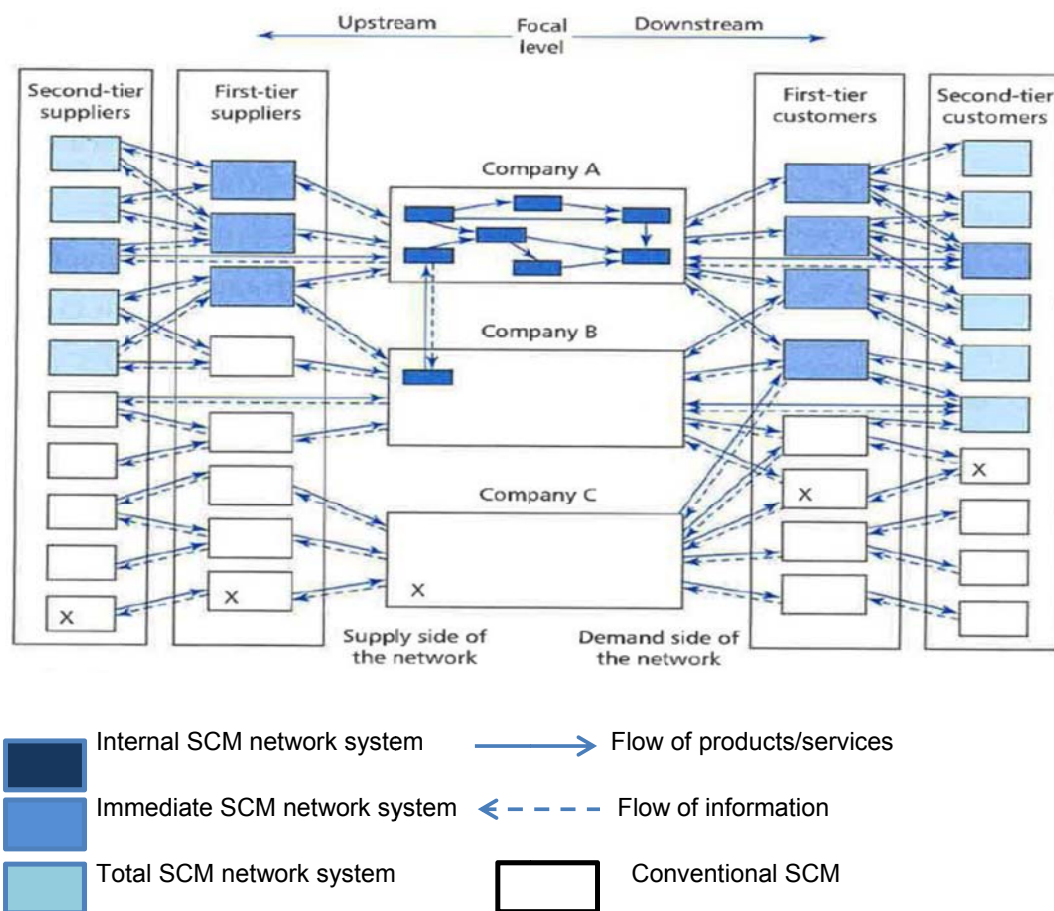 Upstream
Focal
level
Downstream
Second-tier
suppliers
First-tier
suppliers
First-tier
customers
Second-tier
customers
Company A
Company B
Company C
X
X
X
X
X
Supply side of
the network
Demand side of
the network
Internal SCM network system
Flow of products/services
Immediate SCM network system
Flow of information
Total SCM network system
Conventional SCM